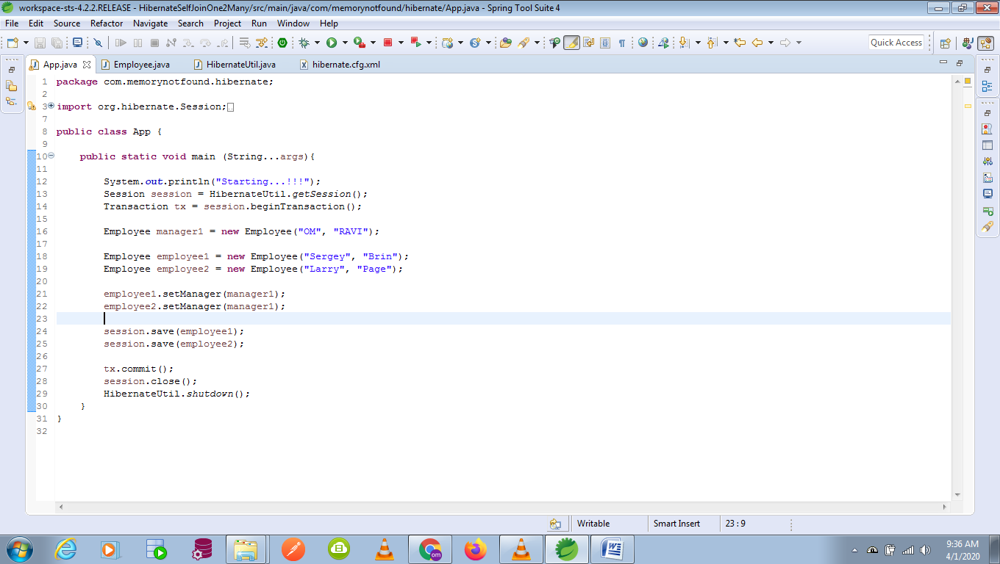 workspace-sts-4.2.2.RELEASE - HibernateSelfJoinOne2Many/src/main/java/com/memorynotfound/hibernate/App.java - Spring Tool Suite 4
File Edit Source Refactor Navigate Search Project Run Window Help
Quick Access
App.java Employee.java HibernateUtil.java hibernate.cfg.xml
1 package com.memorynotfound.hibernate;
2
3 import org.hibernate.Session;
7
8 public class App {
9
10 public static void main (String...args){
11
12 System.out.println("Starting...!!!");
13 Session session = HibernateUtil.getSession();
14 Transaction tx = session.beginTransaction();
15
16 Employee manager1 = new Employee("OM", "RAVI");
17
18 Employee employee1 = new Employee("Sergey", "Brin");
19 Employee employee2 = new Employee("Larry", "Page");
20
21 employee1.setManager(manager1);
22 employee2.setManager(manager1);
23
24 session.save(employee1);
25 session.save(employee2);
26
27 tx.commit();
28 session.close();
29 HibernateUtil.shutdown();
30 }
31 }
32
Writable Smart Insert 23 : 9
om
9:36 AM
4/1/2020